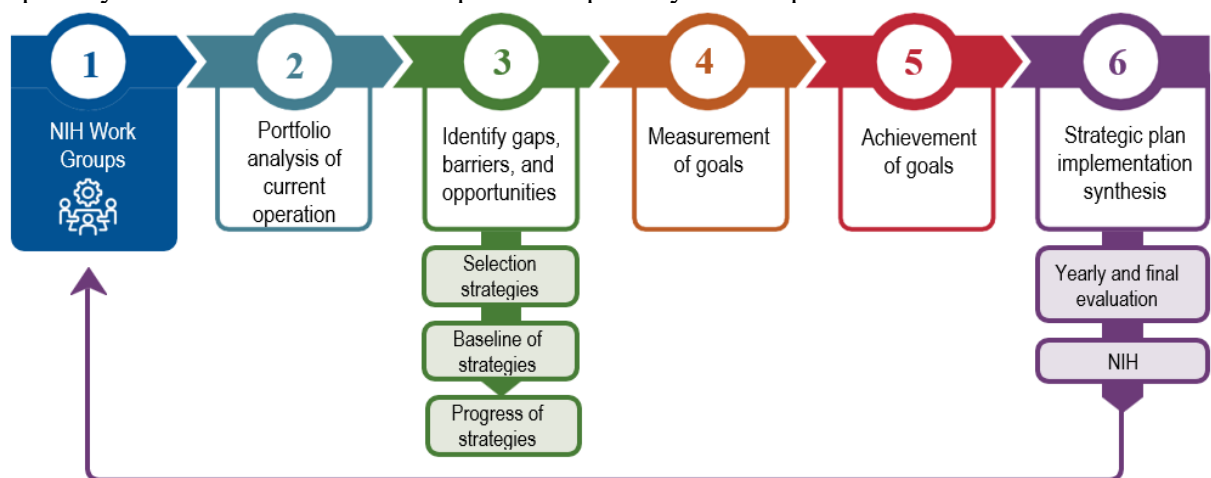 1
2
3
4
5
6
NIH Work
Groups
Portfolio
analysis of
current
operation
Identify gaps,
barriers, and
opportunities
Measurement
of goals
Achievement
of goals
Strategic plan
implementation
synthesis
Selection
strategies
Baseline of
strategies
Progress of
strategies
Yearly and final
evaluation
NIH